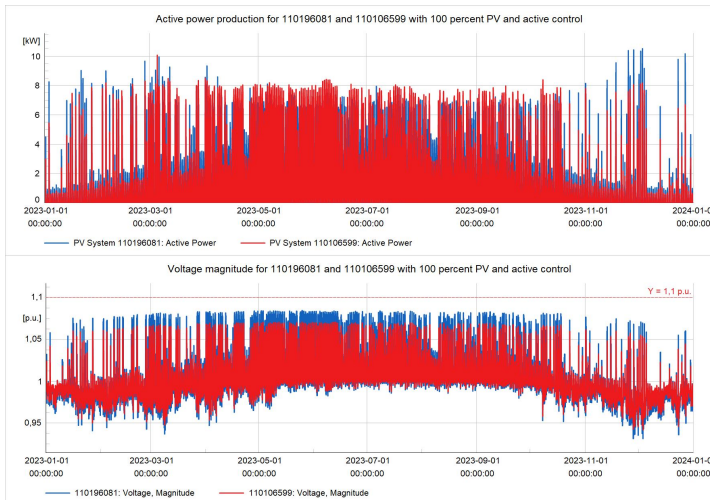 Active power production for 110196081 and 110106599 with 100 percent PV and active control
[kW]
10
8
6
4
2
0
2023-01-01 2023-03-01 2023-05-01 2023-07-01 2023-09-01 2023-11-01 2024-01-0
00:00:00 00:00:00 00:00:00 00:00:00 00:00:00 00:00:00 00:00:00
PV System 110196081: Active Power PV System 110106599: Active Power
Voltage magnitude for 110196081 and 110106599 with 100 percent PV and active control
1,1 Y = 1,1 p.u.
[p.u.]
1,05
1
0,95
2023-01-01 2023-03-01 2023-05-01 2023-07-01 2023-09-01 2023-11-01 2024-01-0
00:00:00 00:00:00 00:00:00 00:00:00 00:00:00 00:00:00 00:00:00
110196081: Voltage, Magnitude 110106599: Voltage, Magnitude